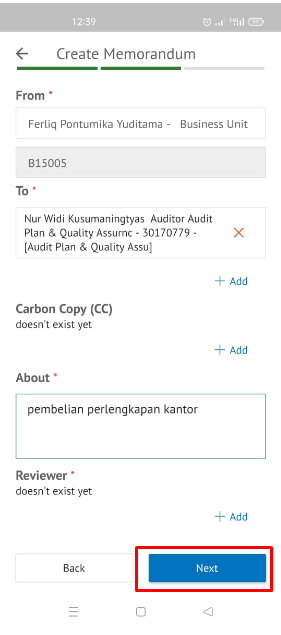 12:39
Create Memorandum
From *
Ferliq Pontumika Yuditama - Business Unit
B15005
To *
Nur Widi Kusumaningtyas Auditor Audit
Plan & Quality Assurnc - 30170779 -
[Audit Plan & Quality Assu]
+ Add
Carbon Copy (CC)
doesn't exist yet
+ Add
About *
pembelian perlengkapan kantor
Reviewer *
doesn't exist yet
+ Add
Back
Next